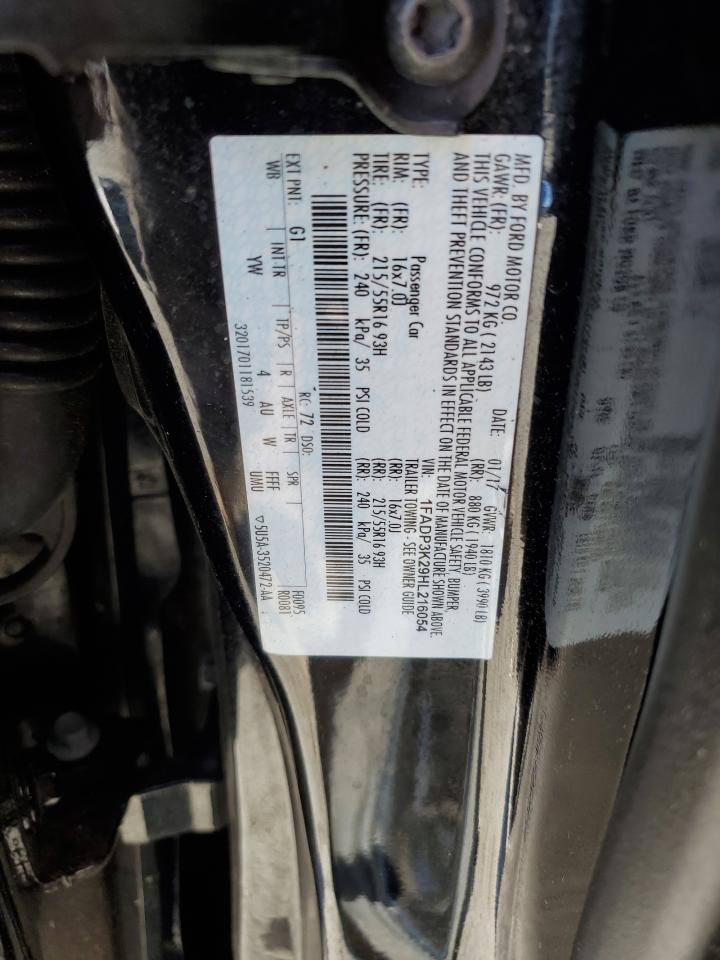 MFD. BY FORD MOTOR CO.
DATE: 01/17 GVWR: 1810 KG ( 3990 LB)
GAWR: (FR): 972 KG ( 2143 LB) (RR): 880 KG ( 1940 LB)
THIS VEHICLE CONFORMS TO ALL APPLICABLE FEDERAL MOTOR VEHICLE SAFETY, BUMPER
AND THEFT PREVENTION STANDARDS IN EFFECT ON THE DATE OF MANUFACTURE SHOWN ABOVE.
VIN: 1FADP3K29HL216054
TYPE: Passenger Car TRAILER TOWING - SEE OWNER GUIDE
RIM: (FR): 16x7.0J (RR): 16x7.0J
TIRE: (FR): 215/55R16 93H (RR): 215/55R16 93H
PRESSURE: (FR): 240 kPa/ 35 PSI COLD (RR): 240 kPa/ 35 PSI COLD
EXT PNT: G1 RC: 72 DSO: F0095
WB | INT TR | TP/PS | R | AXLE | TR | SPR | R0081
YW 4 AU W FFFF UMU
3201701181539 ▽5U5A-3520472-AA